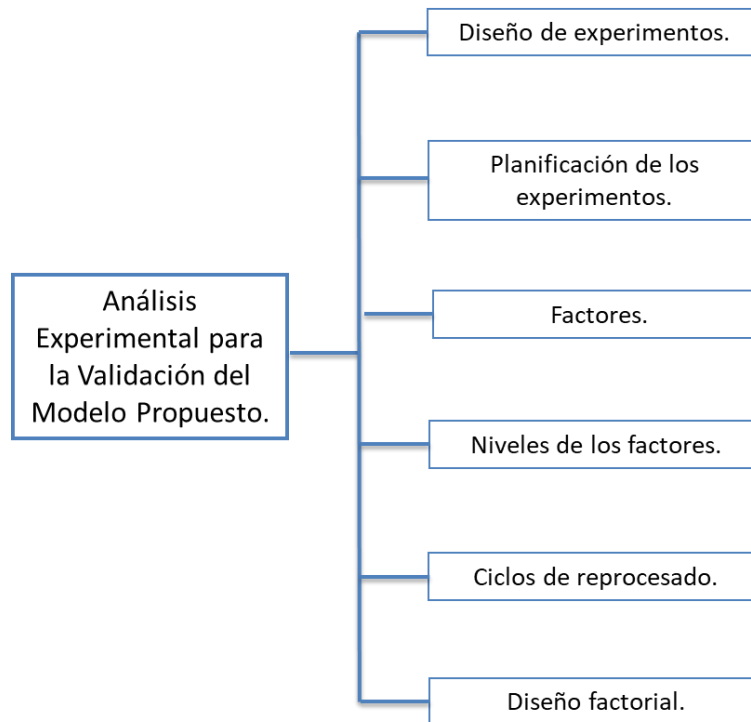 Diseño de experimentos.
Planificación de los
experimentos.
Análisis
Experimental para
la Validación del
Modelo Propuesto.
Factores.
Niveles de los factores.
Ciclos de reprocesado.
Diseño factorial.